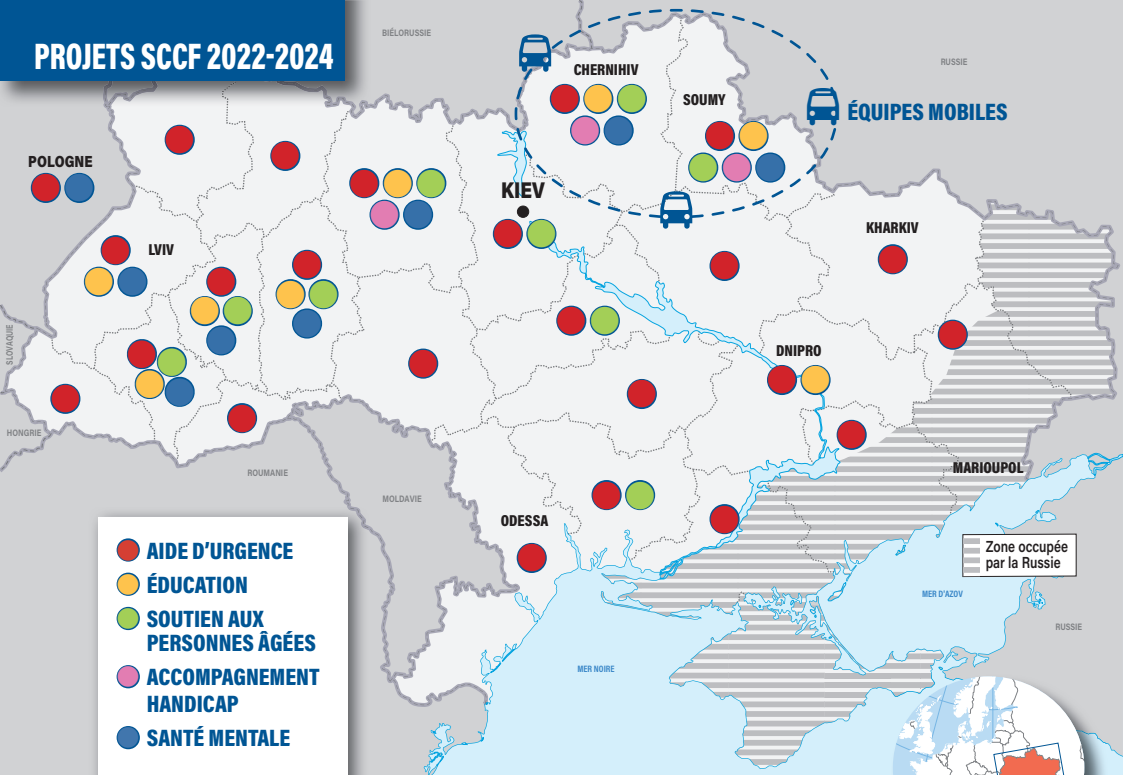 PROJETS SCCF 2022-2024
BIÉLORUSSIE
RUSSIE
CHERNIHIV
SOUMY
ÉQUIPES MOBILES
POLOGNE
KIEV
LVIV
KHARKIV
SLOVAQUIE
DNIPRO
HONGRIE
ROUMANIE
MOLDAVIE
MARIOUPOL
ODESSA
Zone occupée
par la Russie
MER D'AZOV
RUSSIE
MER NOIRE
AIDE D'URGENCE
ÉDUCATION
SOUTIEN AUX
PERSONNES ÂGÉES
ACCOMPAGNEMENT
HANDICAP
SANTÉ MENTALE